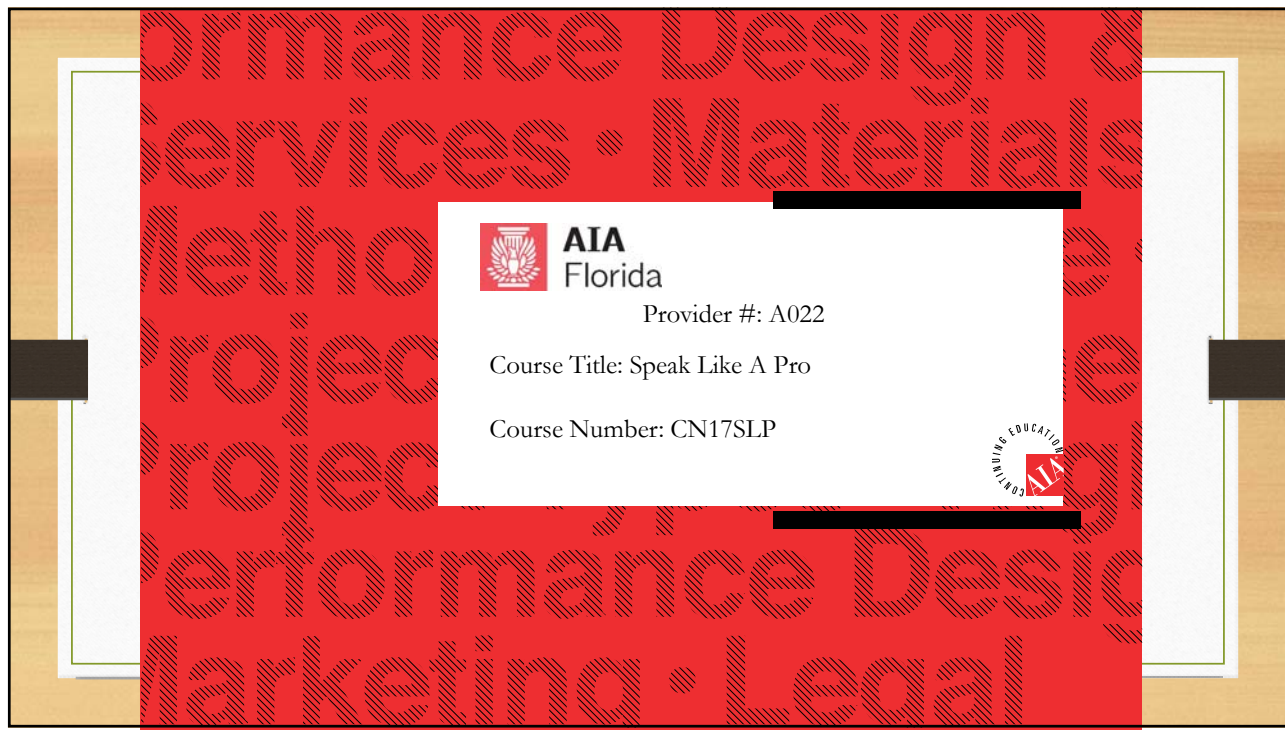 ormance Design &
Services • Materials
Metho
Projec
Projec
Performance Desig
Marketing • Legal
AIA
Florida
Provider #: A022
Course Title: Speak Like A Pro
Course Number: CN17SLP
CONTINUING EDUCATION
AIA